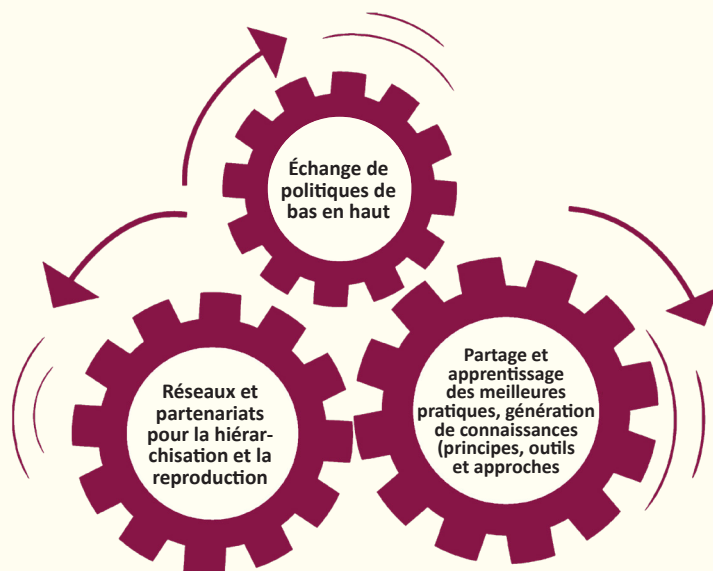 Échange de
politiques de
bas en haut
Réseaux et
partenariats
pour la hiérar-
chisation et la
reproduction
Partage et
apprentissage
des meilleures
pratiques, génération
de connaissances
(principes, outils
et approches